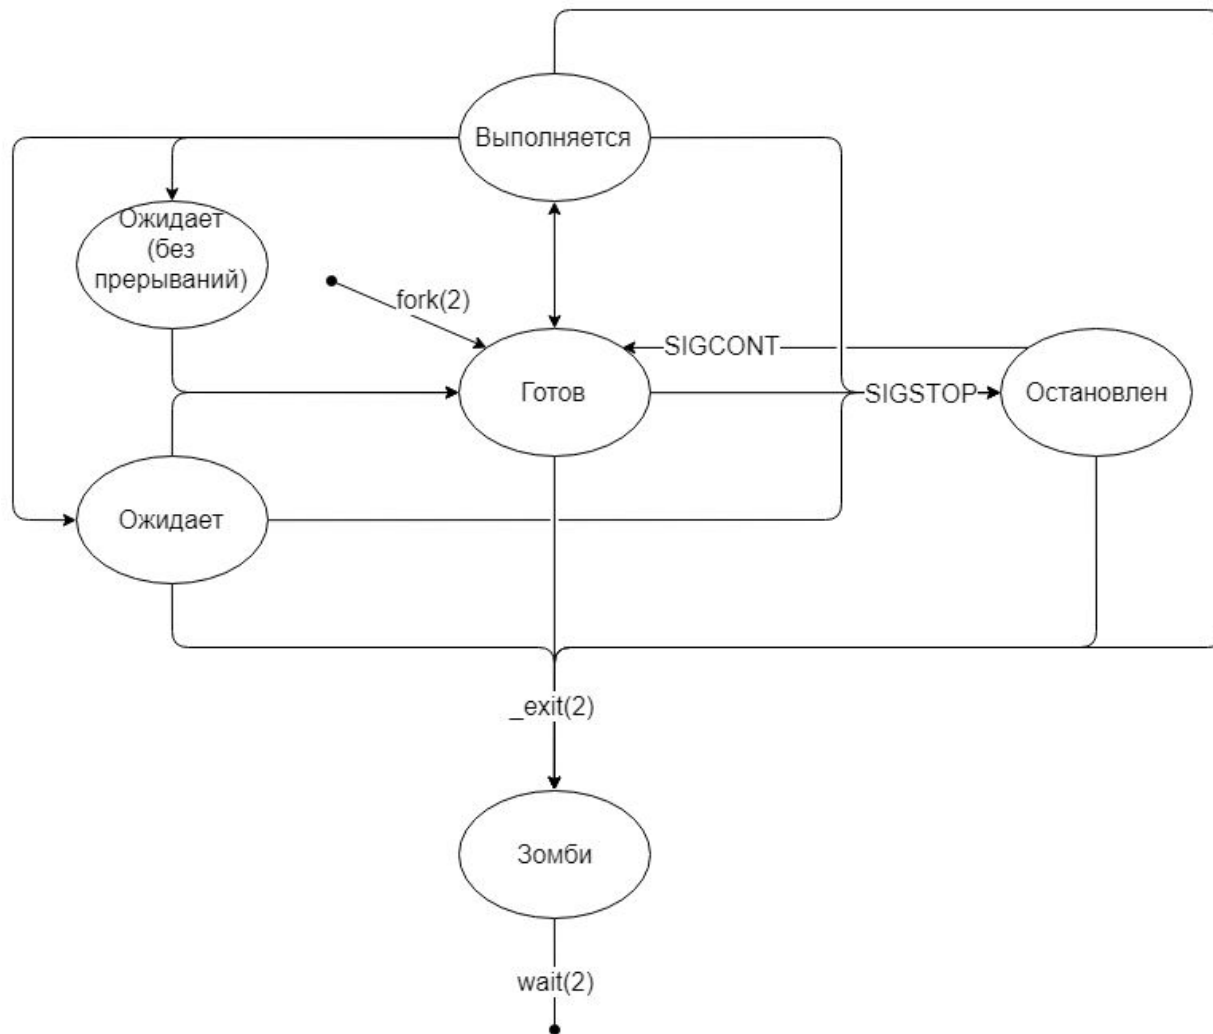 Выполняется
Ожидает
(без
прерываний)
fork(2)
SIGCONT
Готов
SIGSTOP
Остановлен
Ожидает
_exit(2)
Зомби
wait(2)